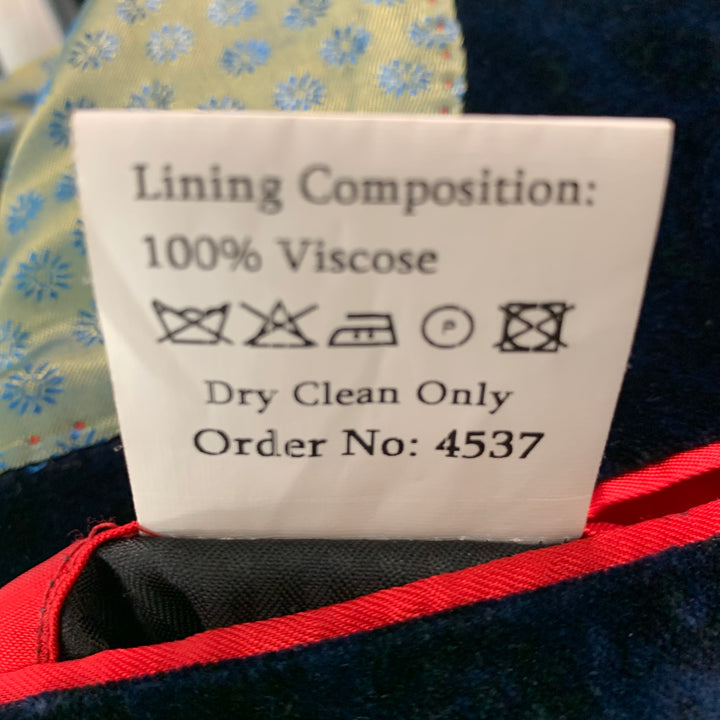 Lining Composition:
100% Viscose
P
Dry Clean Only
Order No: 4537